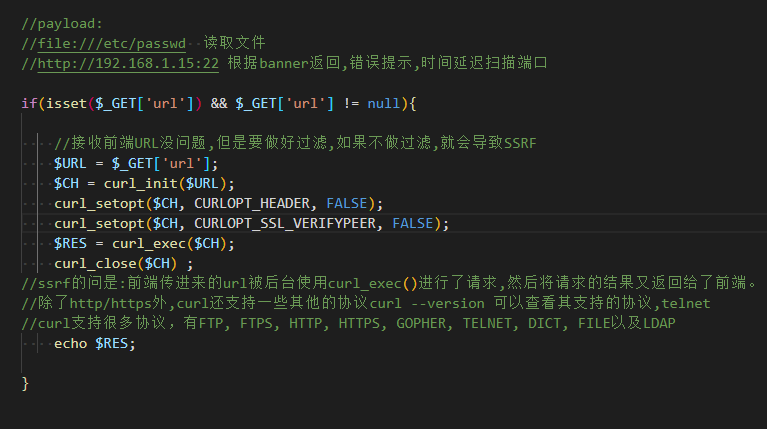 //payload:
//file:///etc/passwd  读取文件
//http://192.168.1.15:22 根据banner返回,错误提示,时间延迟扫描端口
if(isset($_GET['url']) && $_GET['url'] != null){
//接收前端URL没问题,但是要做好过滤,如果不做过滤,就会导致SSRF
$URL = $_GET['url'];
$CH = curl_init($URL);
curl_setopt($CH, CURLOPT_HEADER, FALSE);
curl_setopt($CH, CURLOPT_SSL_VERIFYPEER, FALSE);
$RES = curl_exec($CH);
curl_close($CH) ;
//ssrf的问是:前端传进来的url被后台使用curl_exec()进行了请求,然后将请求的结果又返回给了前端。
//除了http/https外,curl还支持一些其他的协议curl --version 可以查看其支持的协议,telnet
//curl支持很多协议，有FTP, FTPS, HTTP, HTTPS, GOPHER, TELNET, DICT, FILE以及LDAP
echo $RES;
}